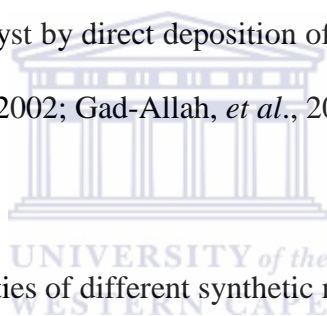 yst by direct deposition of
2002; Gad-Allah, et al., 20
UNIVERSITY of the
ties of different synthetic r
WESTERN CAPE